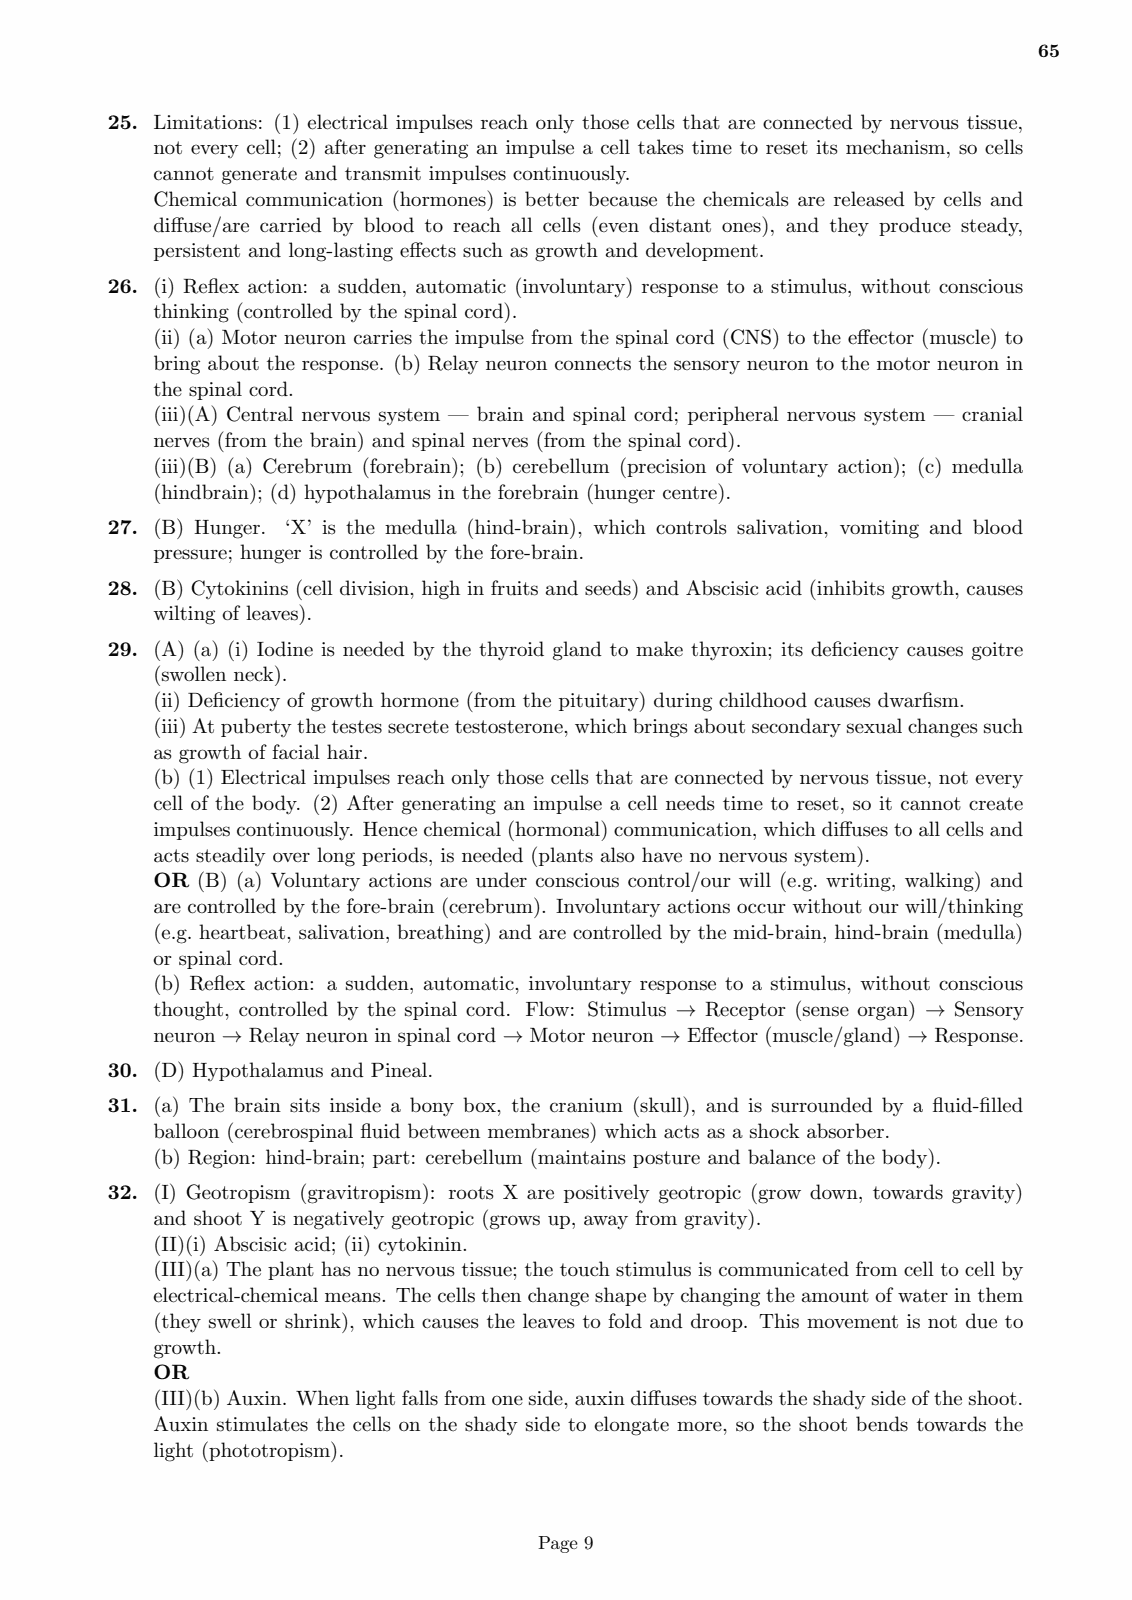 65
25. Limitations: (1) electrical impulses reach only those cells that are connected by nervous tissue,
not every cell; (2) after generating an impulse a cell takes time to reset its mechanism, so cells
cannot generate and transmit impulses continuously.
Chemical communication (hormones) is better because the chemicals are released by cells and
diffuse/are carried by blood to reach all cells (even distant ones), and they produce steady,
persistent and long-lasting effects such as growth and development.
26. (i) Reflex action: a sudden, automatic (involuntary) response to a stimulus, without conscious
thinking (controlled by the spinal cord).
(ii) (a) Motor neuron carries the impulse from the spinal cord (CNS) to the effector (muscle) to
bring about the response. (b) Relay neuron connects the sensory neuron to the motor neuron in
the spinal cord.
(iii)(A) Central nervous system — brain and spinal cord; peripheral nervous system — cranial
nerves (from the brain) and spinal nerves (from the spinal cord).
(iii)(B) (a) Cerebrum (forebrain); (b) cerebellum (precision of voluntary action); (c) medulla
(hindbrain); (d) hypothalamus in the forebrain (hunger centre).
27. (B) Hunger. ‘X’ is the medulla (hind-brain), which controls salivation, vomiting and blood
pressure; hunger is controlled by the fore-brain.
28. (B) Cytokinins (cell division, high in fruits and seeds) and Abscisic acid (inhibits growth, causes
wilting of leaves).
29. (A) (a) (i) Iodine is needed by the thyroid gland to make thyroxin; its deficiency causes goitre
(swollen neck).
(ii) Deficiency of growth hormone (from the pituitary) during childhood causes dwarfism.
(iii) At puberty the testes secrete testosterone, which brings about secondary sexual changes such
as growth of facial hair.
(b) (1) Electrical impulses reach only those cells that are connected by nervous tissue, not every
cell of the body. (2) After generating an impulse a cell needs time to reset, so it cannot create
impulses continuously. Hence chemical (hormonal) communication, which diffuses to all cells and
acts steadily over long periods, is needed (plants also have no nervous system).
OR (B) (a) Voluntary actions are under conscious control/our will (e.g. writing, walking) and
are controlled by the fore-brain (cerebrum). Involuntary actions occur without our will/thinking
(e.g. heartbeat, salivation, breathing) and are controlled by the mid-brain, hind-brain (medulla)
or spinal cord.
(b) Reflex action: a sudden, automatic, involuntary response to a stimulus, without conscious
thought, controlled by the spinal cord. Flow: Stimulus → Receptor (sense organ) → Sensory
neuron → Relay neuron in spinal cord → Motor neuron → Effector (muscle/gland) → Response.
30. (D) Hypothalamus and Pineal.
31. (a) The brain sits inside a bony box, the cranium (skull), and is surrounded by a fluid-filled
balloon (cerebrospinal fluid between membranes) which acts as a shock absorber.
(b) Region: hind-brain; part: cerebellum (maintains posture and balance of the body).
32. (I) Geotropism (gravitropism): roots X are positively geotropic (grow down, towards gravity)
and shoot Y is negatively geotropic (grows up, away from gravity).
(II)(i) Abscisic acid; (ii) cytokinin.
(III)(a) The plant has no nervous tissue; the touch stimulus is communicated from cell to cell by
electrical-chemical means. The cells then change shape by changing the amount of water in them
(they swell or shrink), which causes the leaves to fold and droop. This movement is not due to
growth.
OR
(III)(b) Auxin. When light falls from one side, auxin diffuses towards the shady side of the shoot.
Auxin stimulates the cells on the shady side to elongate more, so the shoot bends towards the
light (phototropism).
Page 9